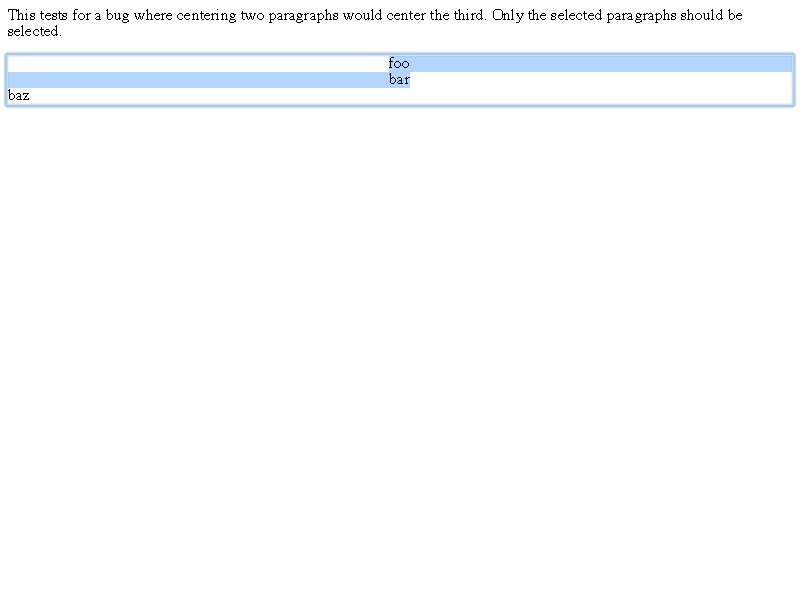 This tests for a bug where centering two paragraphs would center the third. Only the selected paragraphs should be
selected.
foo
bar
baz